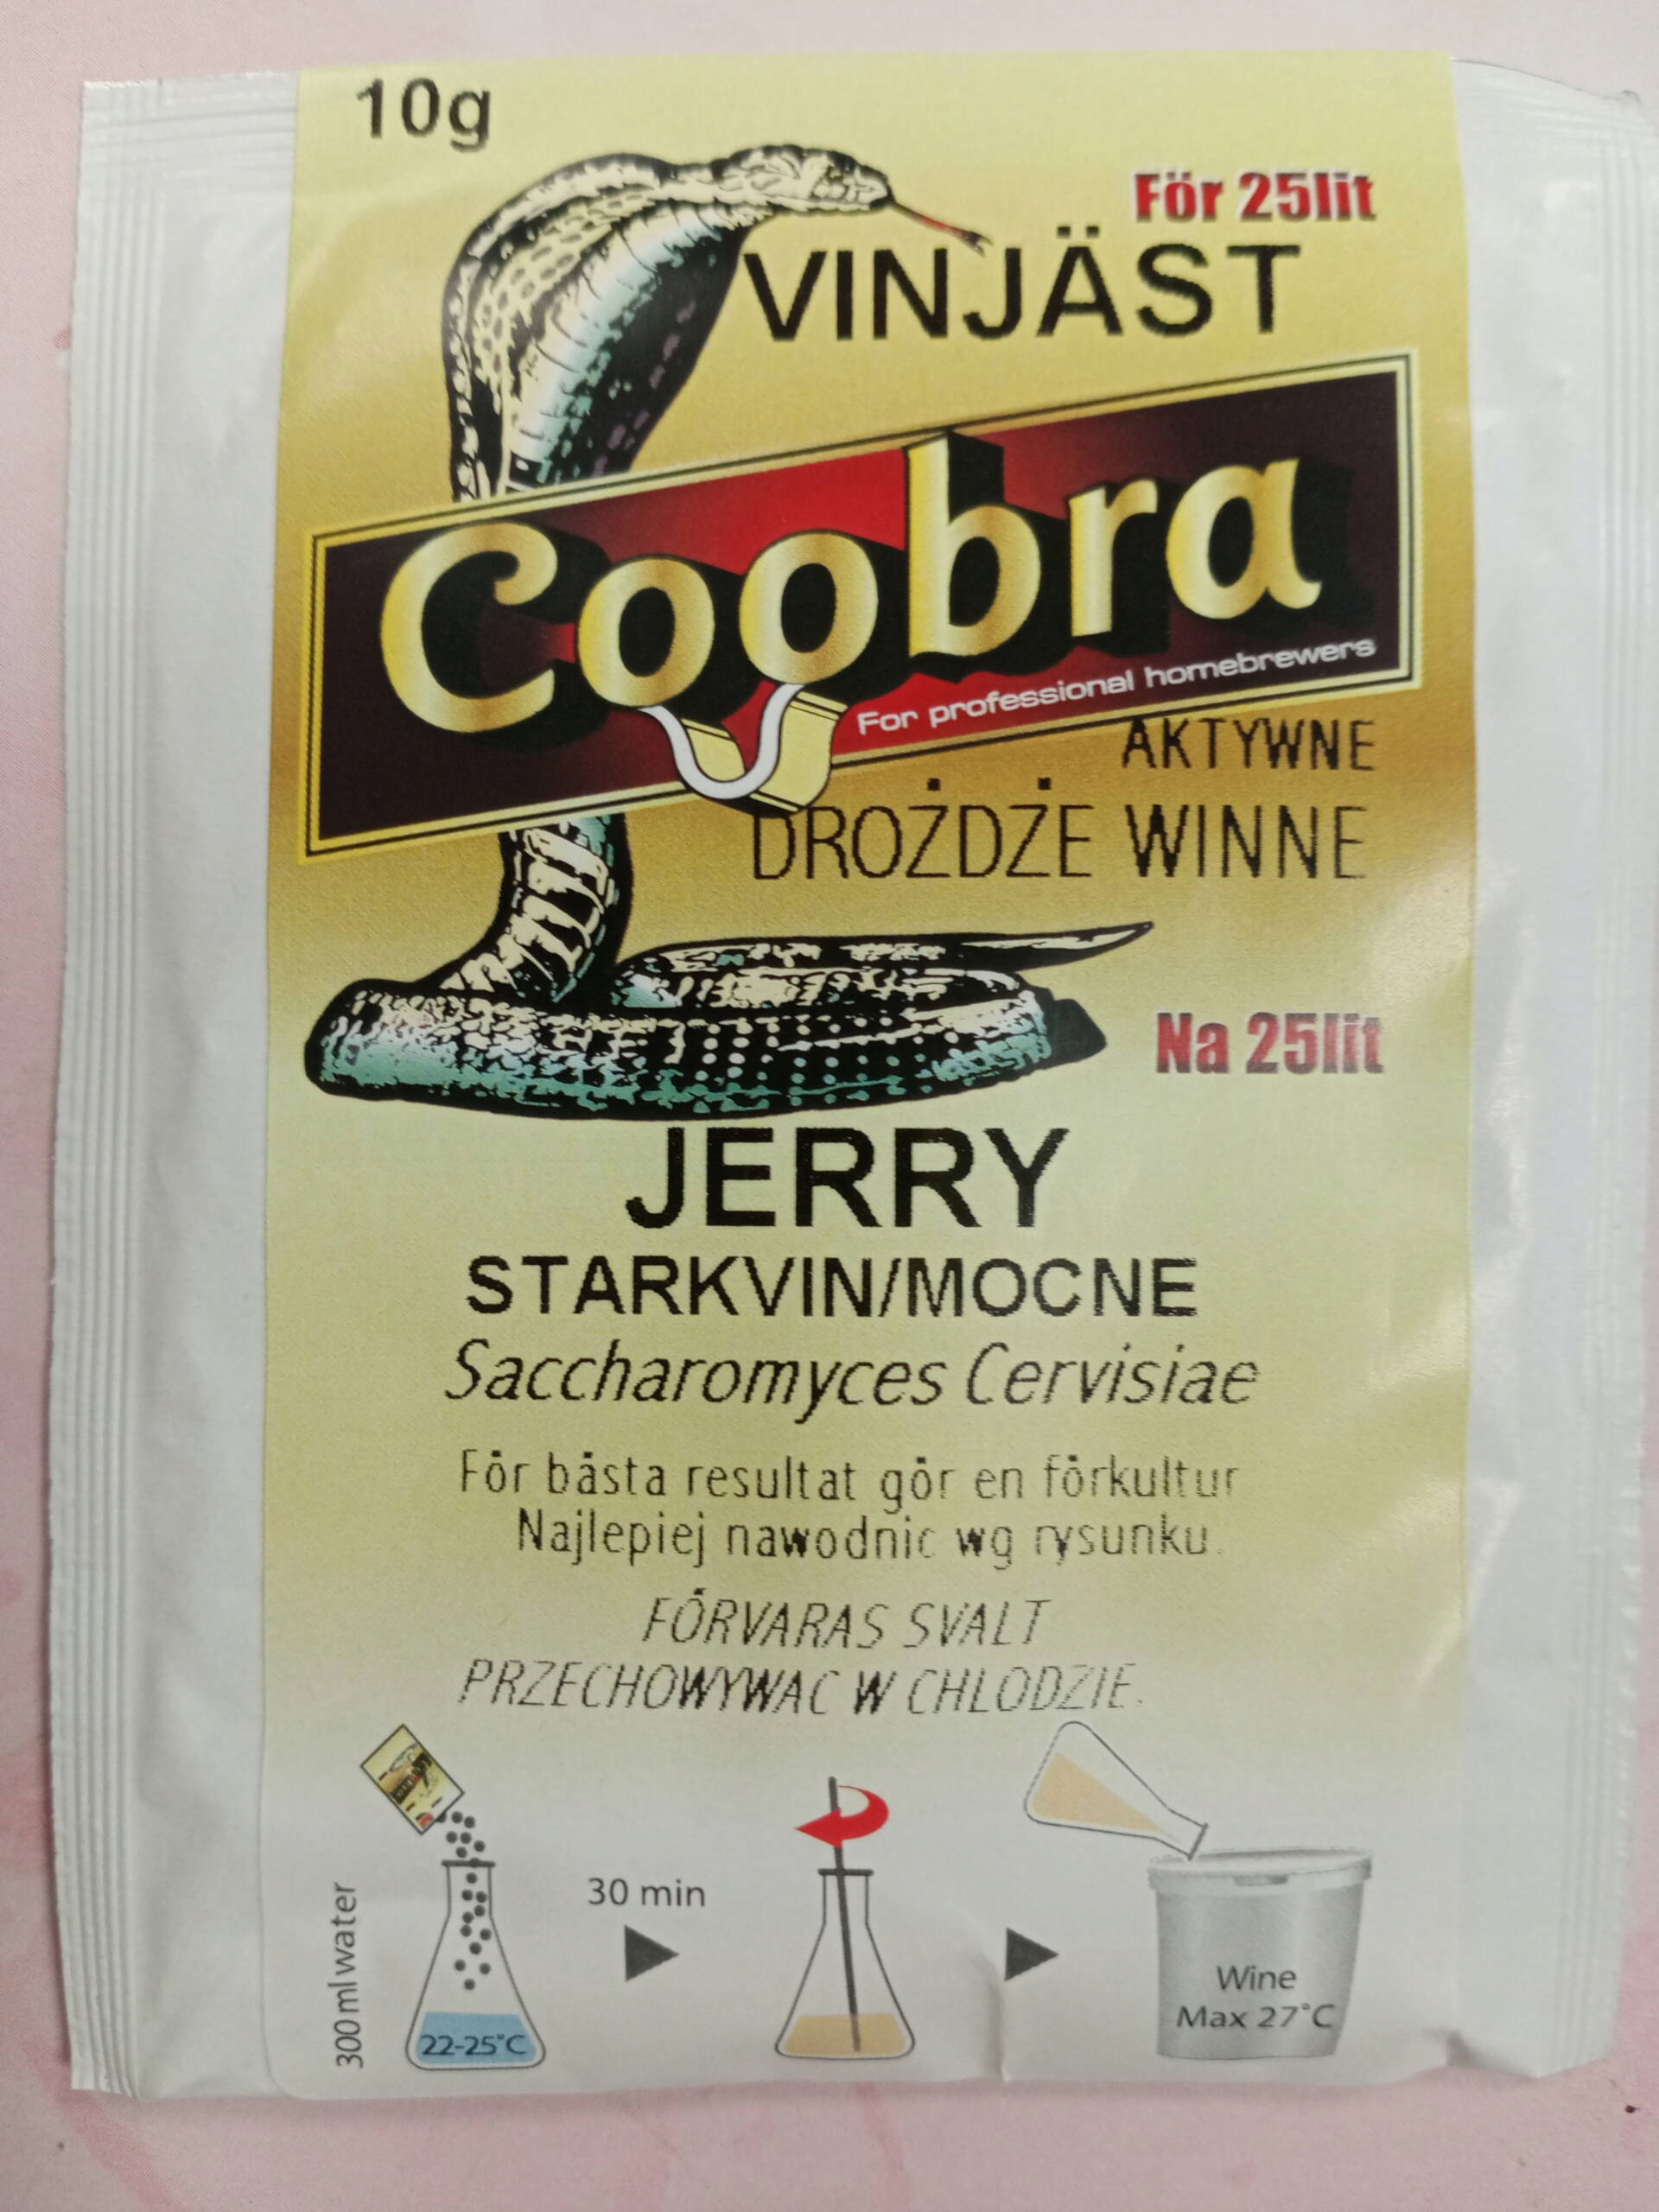 10g
För 25lit
VINJÄST
Coobra
For professional homebrewers
AKTYWNE
DROŻDŻE WINNE
Na 25lit
JERRY
STARKVIN/MOCNE
Saccharomyces Cervisiae
För bästa resultat gör en förkultur
Najlepiej nawodnic wg rysunku.
FÖRVARAS SVALT
PRZECHOWYWAC W CHLODZIE.
300 ml water
22-25°C
30 min
Wine
Max 27°C